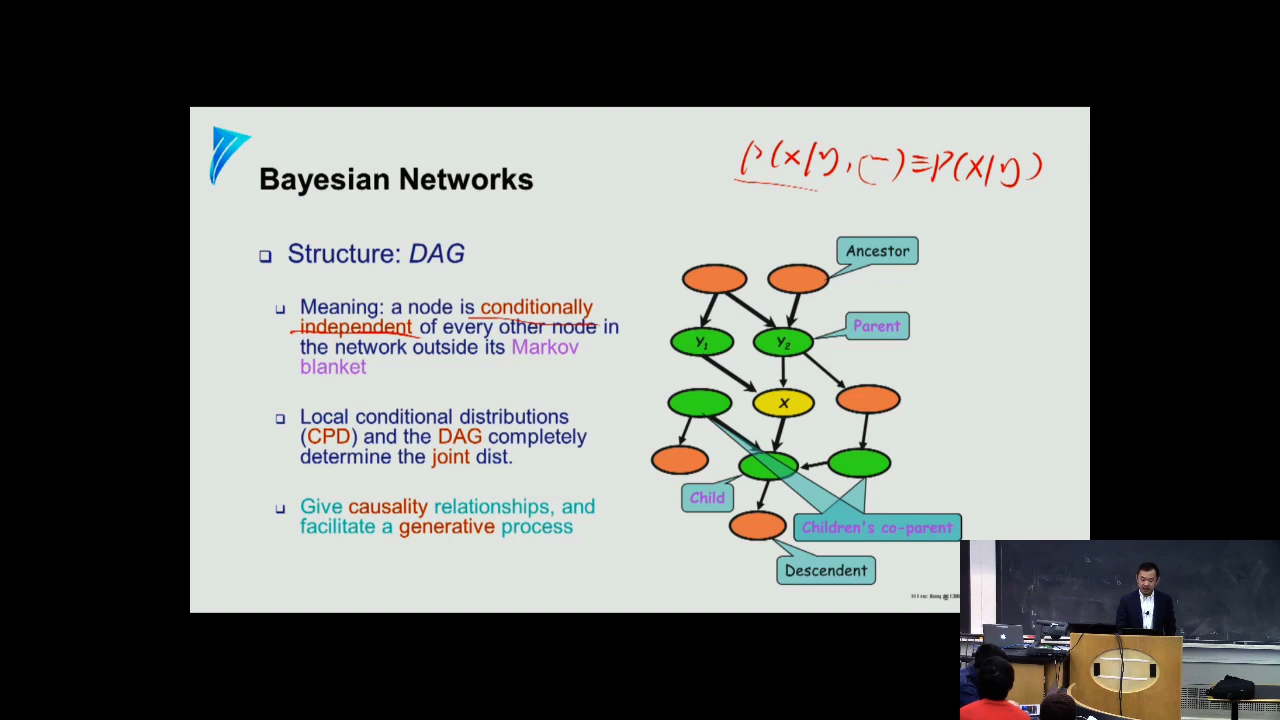 P(X|y, (-) ≡ P(X|y)
Bayesian Networks
❑ Structure: DAG
❑ Meaning: a node is conditionally
independent of every other node in
the network outside its Markov
blanket
❑ Local conditional distributions
(CPD) and the DAG completely
determine the joint dist.
❑ Give causality relationships, and
facilitate a generative process
Ancestor
Parent
Y1
Y2
X
Child
Children's co-parent
Descendent